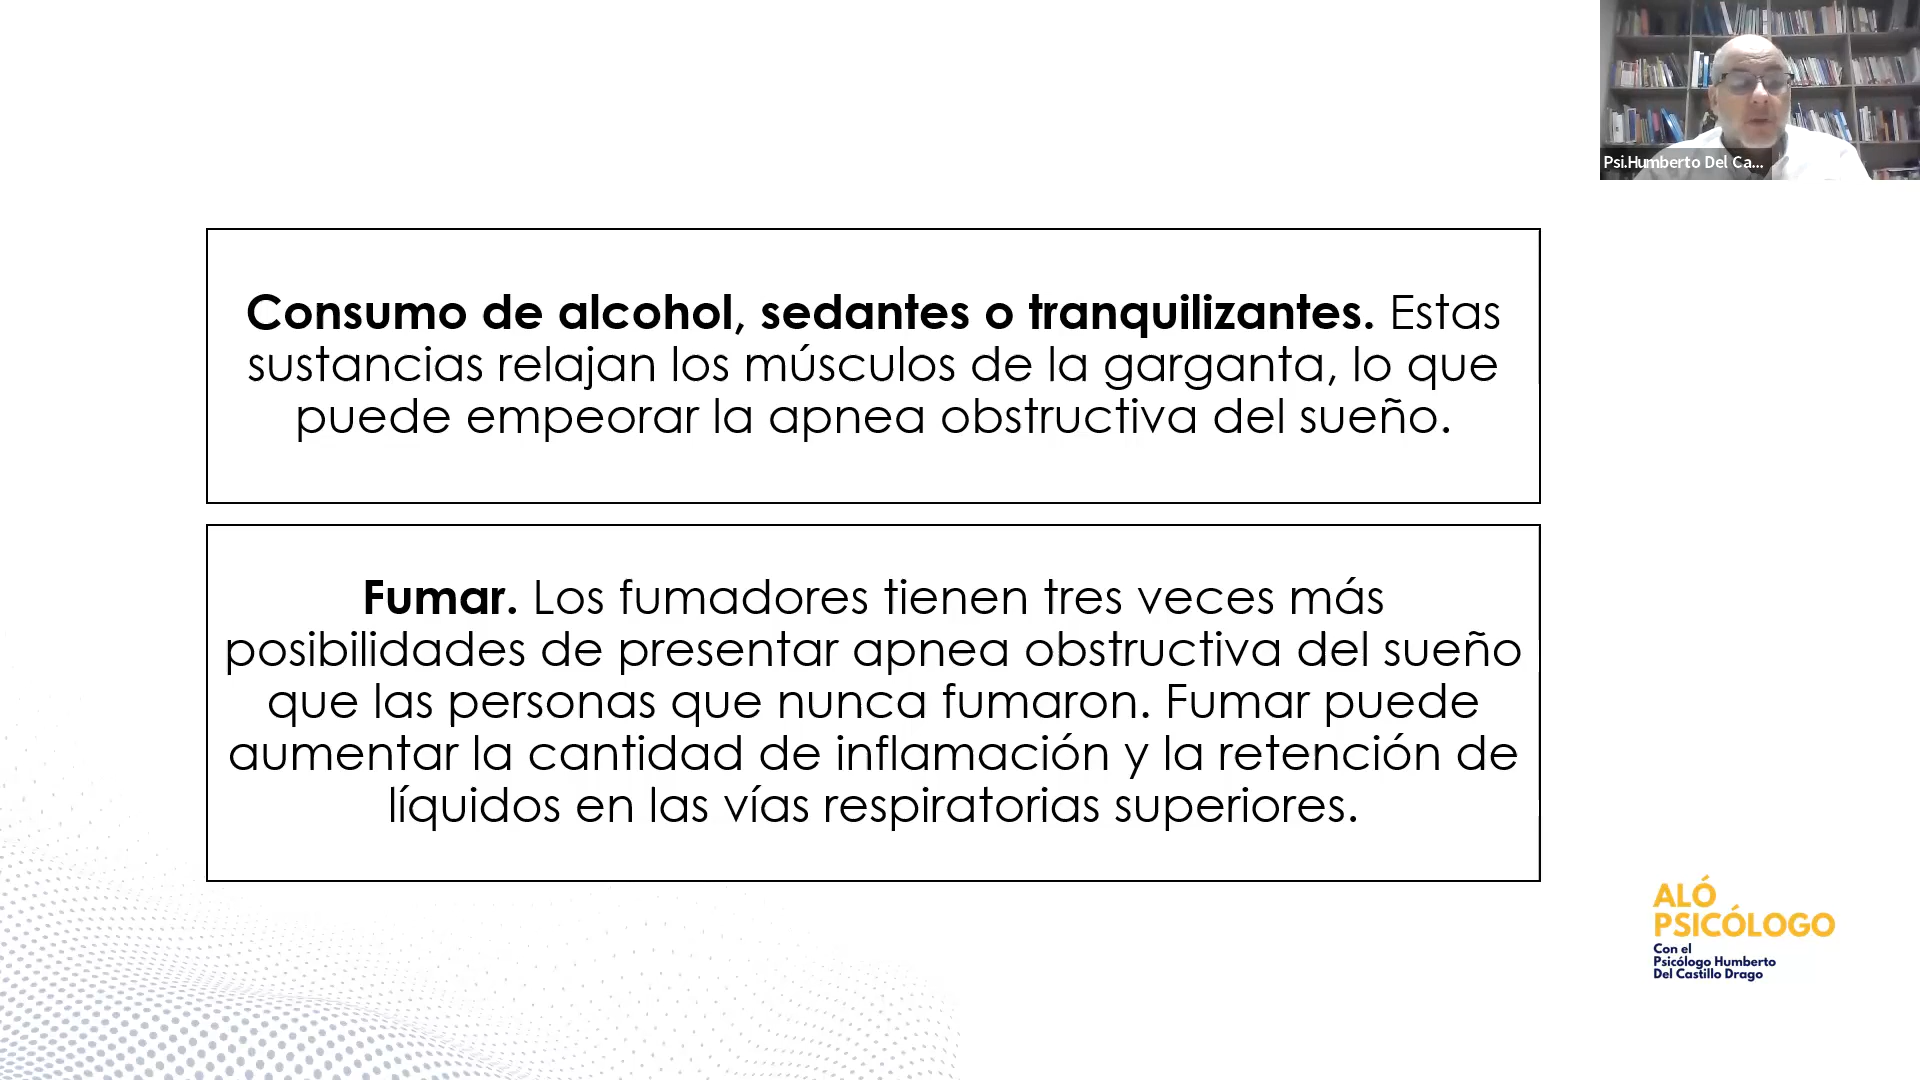 Psi.Humberto Del Ca...
Consumo de alcohol, sedantes o tranquilizantes. Estas
sustancias relajan los músculos de la garganta, lo que
puede empeorar la apnea obstructiva del sueño.
Fumar. Los fumadores tienen tres veces más
posibilidades de presentar apnea obstructiva del sueño
que las personas que nunca fumaron. Fumar puede
aumentar la cantidad de inflamación y la retención de
líquidos en las vías respiratorias superiores.
ALÓ
PSICÓLOGO
Con el
Psicólogo Humberto
Del Castillo Drago